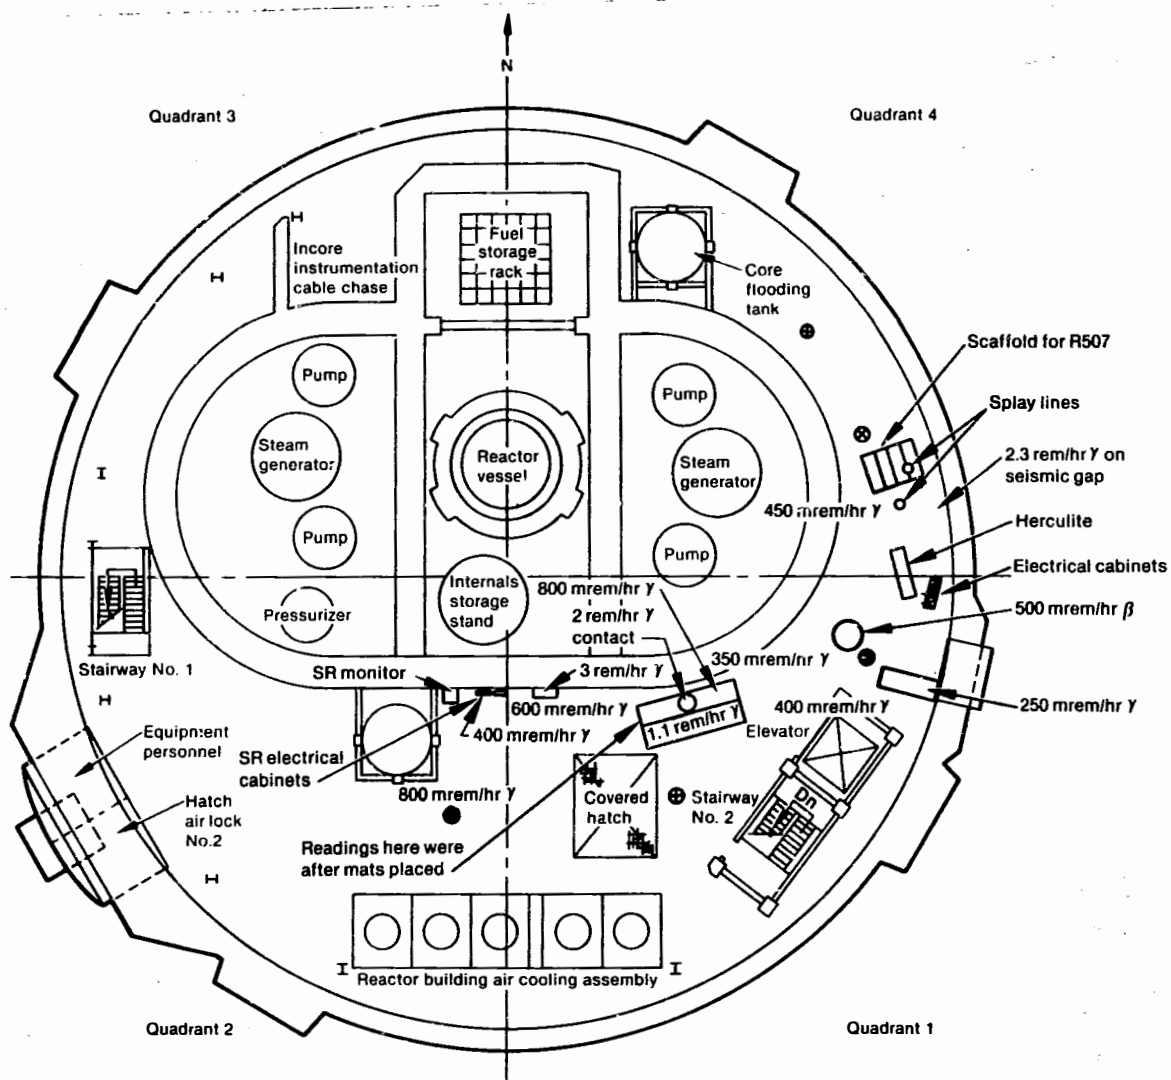 N
Quadrant 3
Quadrant 4
Incore
instrumentation
cable chase
Fuel
storage
rack
Core
flooding
tank
Scaffold for R507
Splay lines
2.3 rem/hr γ on
seismic gap
450 mrem/hr γ
Herculite
Electrical cabinets
500 mrem/hr β
250 mrem/hr γ
Pump
Steam
generator
Pump
Pressurizer
Reactor
vessel
Internals
storage
stand
Pump
Steam
generator
Pump
800 mrem/hr γ
2 rem/hr γ
contact
350 mrem/hr γ
3 rem/hr γ
600 mrem/hr γ
1.1 rem/hr γ
400 mrem/hr γ
Elevator
Stairway No. 1
SR monitor
400 mrem/hr γ
Equipment
personnel
SR electrical
cabinets
Hatch
air lock
No.2
800 mrem/hr γ
Covered
hatch
Stairway
No. 2
Dn
Readings here were
after mats placed
Reactor building air cooling assembly
Quadrant 2
Quadrant 1